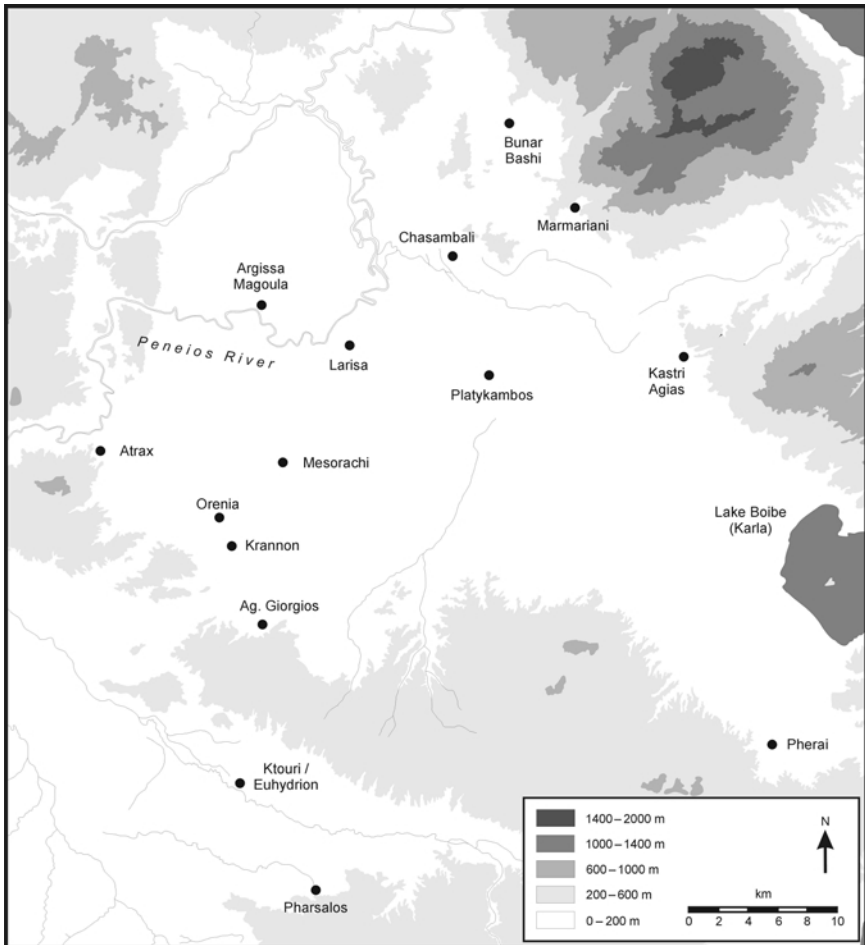 Bunar
Bashi
Marmariani
Chasambali
Argissa
Magoula
Peneios River
Larisa
Platykambos
Kastri
Agias
Atrax
Mesorachi
Orenia
Lake Boibe
(Karla)
Krannon
Ag. Giorgios
Pherai
Ktouri /
Euhydrion
Pharsalos
1400–2000 m
1000–1400 m
600–1000 m
200–600 m
0–200 m
N
km
0 2 4 6 8 10